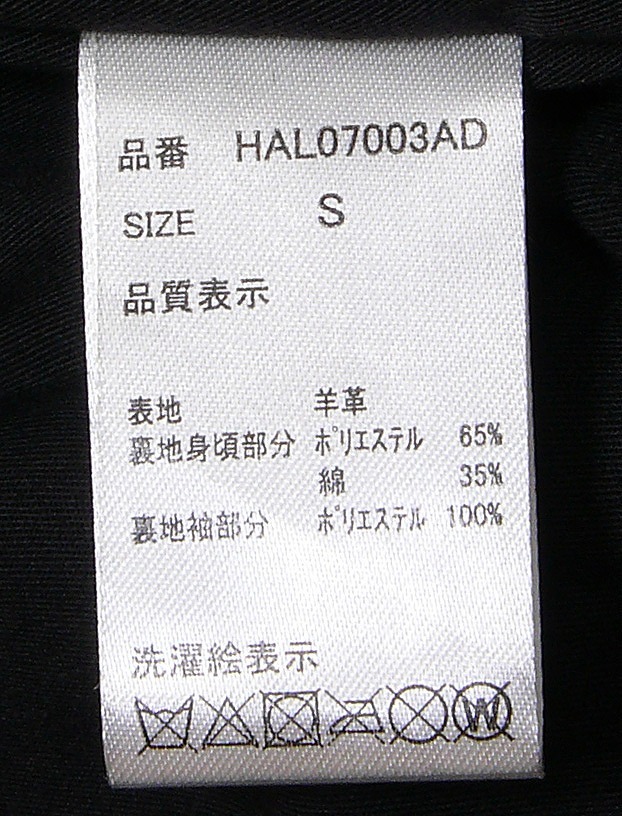 品番 HAL07003AD
SIZE S
品質表示
表地 羊革
裏地身頃部分 ポリエステル 65%
綿 35%
裏地袖部分 ポリエステル 100%
洗濯絵表示
W